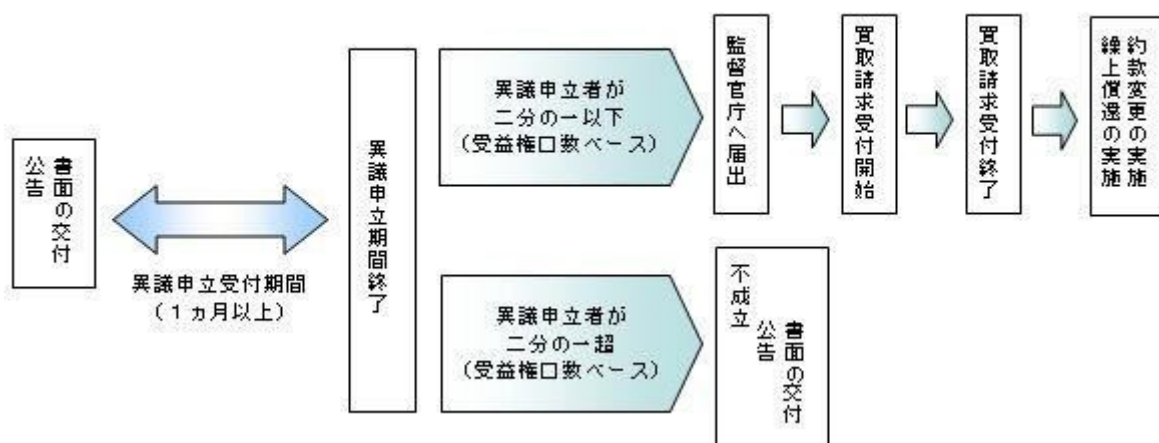 公告
書面の交付
異議申立受付期間
(1ヵ月以上)
異議申立期間終了
異議申立者が
二分の一以下
(受益権口数ベース)
監督官庁へ届出
買取請求受付開始
買取請求受付終了
約款変更の実施
繰上償還の実施
異議申立者が
二分の一超
(受益権口数ベース)
不成立
公告
書面の交付